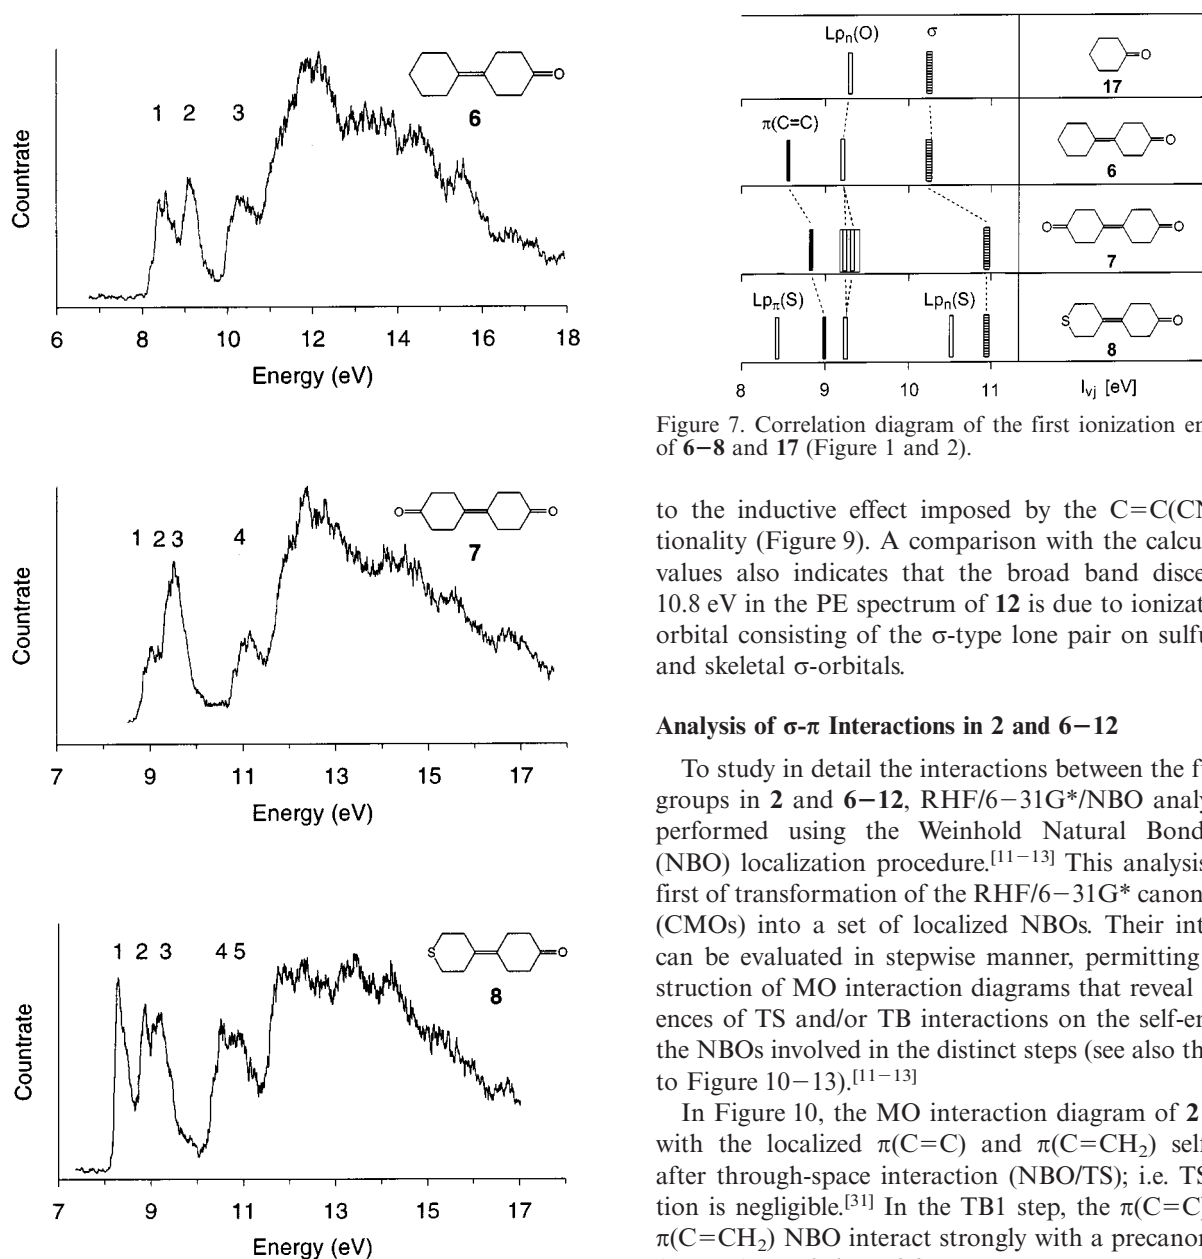 1 2 3
6
Countrate
6 8 10 12 14 16 18
Energy (eV)
1 2 3 4
7
Countrate
7 9 11 13 15 17
Energy (eV)
1 2 3 4 5
8
Countrate
7 9 11 13 15 17
Energy (eV)
Lpn(O) σ
17
π(C=C)
6
7
Lpπ(S) Lpn(S)
8
8 9 10 11 Ivj [eV]
Figure 7. Correlation diagram of the first ionization en
of 6−8 and 17 (Figure 1 and 2).
to the inductive effect imposed by the C=C(CN
tionality (Figure 9). A comparison with the calcu
values also indicates that the broad band disce
10.8 eV in the PE spectrum of 12 is due to ionizat
orbital consisting of the σ-type lone pair on sulfu
and skeletal σ-orbitals.
Analysis of σ-π Interactions in 2 and 6−12
To study in detail the interactions between the f
groups in 2 and 6−12, RHF/6−31G*/NBO analy
performed using the Weinhold Natural Bond
(NBO) localization procedure.[11−13] This analysis
first of transformation of the RHF/6−31G* canon
(CMOs) into a set of localized NBOs. Their int
can be evaluated in stepwise manner, permitting
struction of MO interaction diagrams that reveal
ences of TS and/or TB interactions on the self-en
the NBOs involved in the distinct steps (see also th
to Figure 10−13).[11−13]
In Figure 10, the MO interaction diagram of 2
with the localized π(C=C) and π(C=CH2) self
after through-space interaction (NBO/TS); i.e. TS
tion is negligible.[31] In the TB1 step, the π(C=C
π(C=CH2) NBO interact strongly with a precano